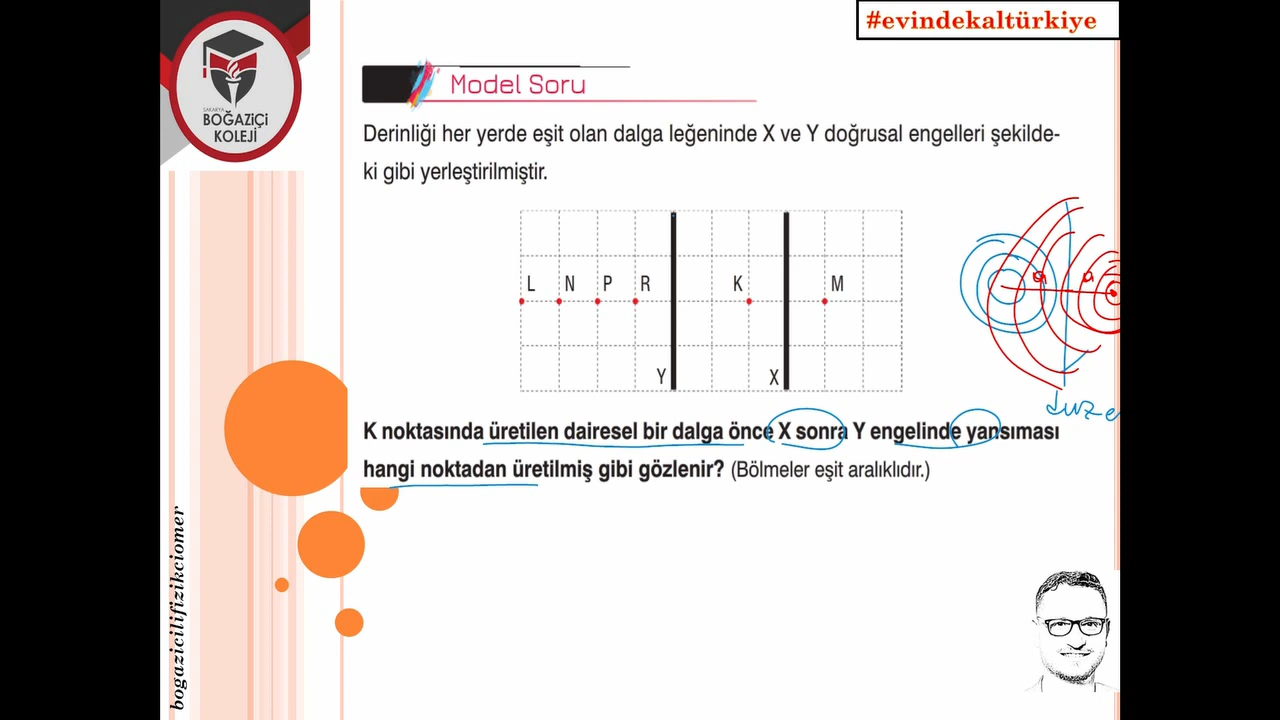 #evindekaltürkiye
SAKARYA
BOĞAZİÇİ
KOLEJİ
Model Soru
Derinliği her yerde eşit olan dalga leğeninde X ve Y doğrusal engelleri şekilde-
ki gibi yerleştirilmiştir.
L N P R K M
Y X
a a
düze
K noktasında üretilen dairesel bir dalga önce X sonra Y engelinde yansıması
hangi noktadan üretilmiş gibi gözlenir? (Bölmeler eşit aralıklıdır.)
bogazicilifizikciomer